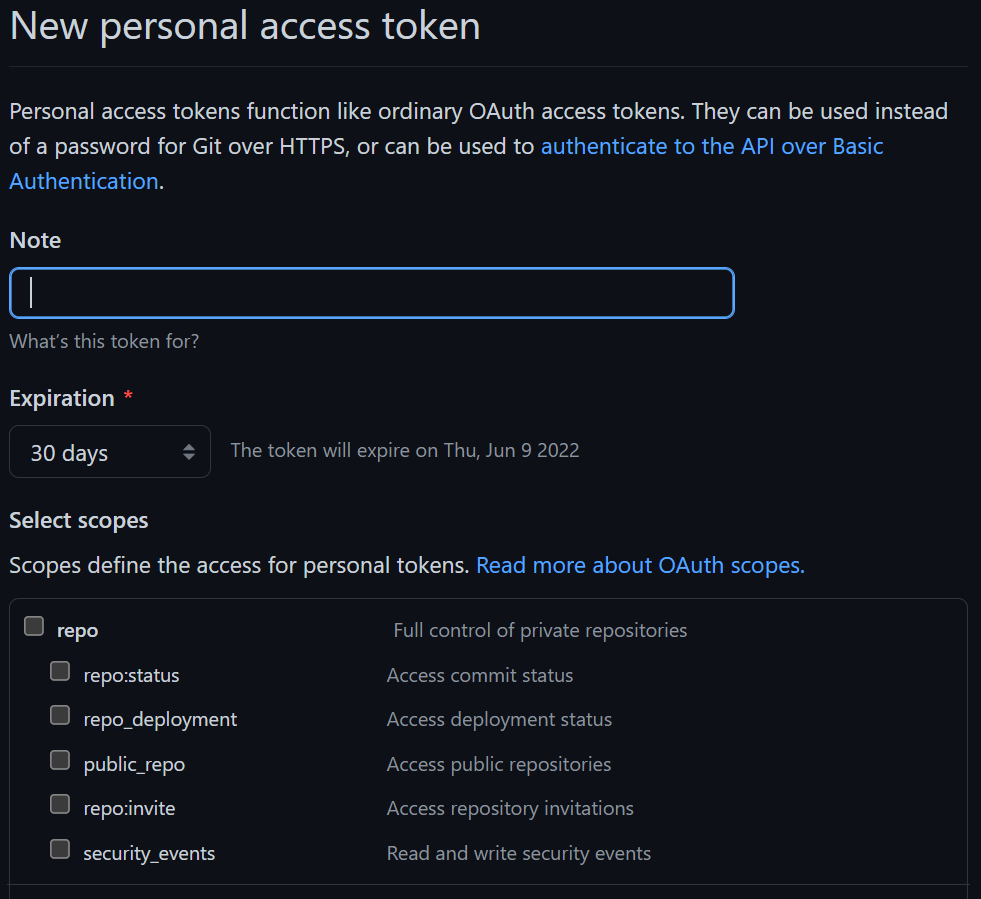 New personal access token
Personal access tokens function like ordinary OAuth access tokens. They can be used instead
of a password for Git over HTTPS, or can be used to authenticate to the API over Basic
Authentication.
Note
What's this token for?
Expiration *
30 days The token will expire on Thu, Jun 9 2022
Select scopes
Scopes define the access for personal tokens. Read more about OAuth scopes.
repo Full control of private repositories
repo:status Access commit status
repo_deployment Access deployment status
public_repo Access public repositories
repo:invite Access repository invitations
security_events Read and write security events